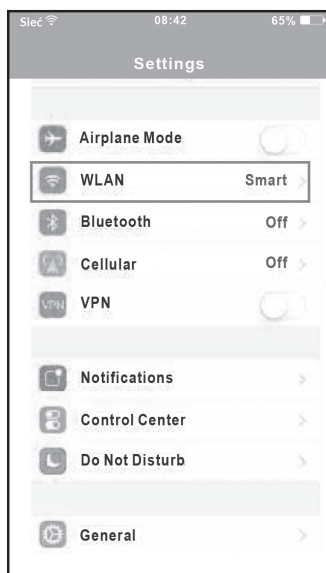 Sieć 08:42 65%
Settings
Airplane Mode
WLAN Smart
Bluetooth Off
Cellular Off
VPN VPN
Notifications
Control Center
Do Not Disturb
General